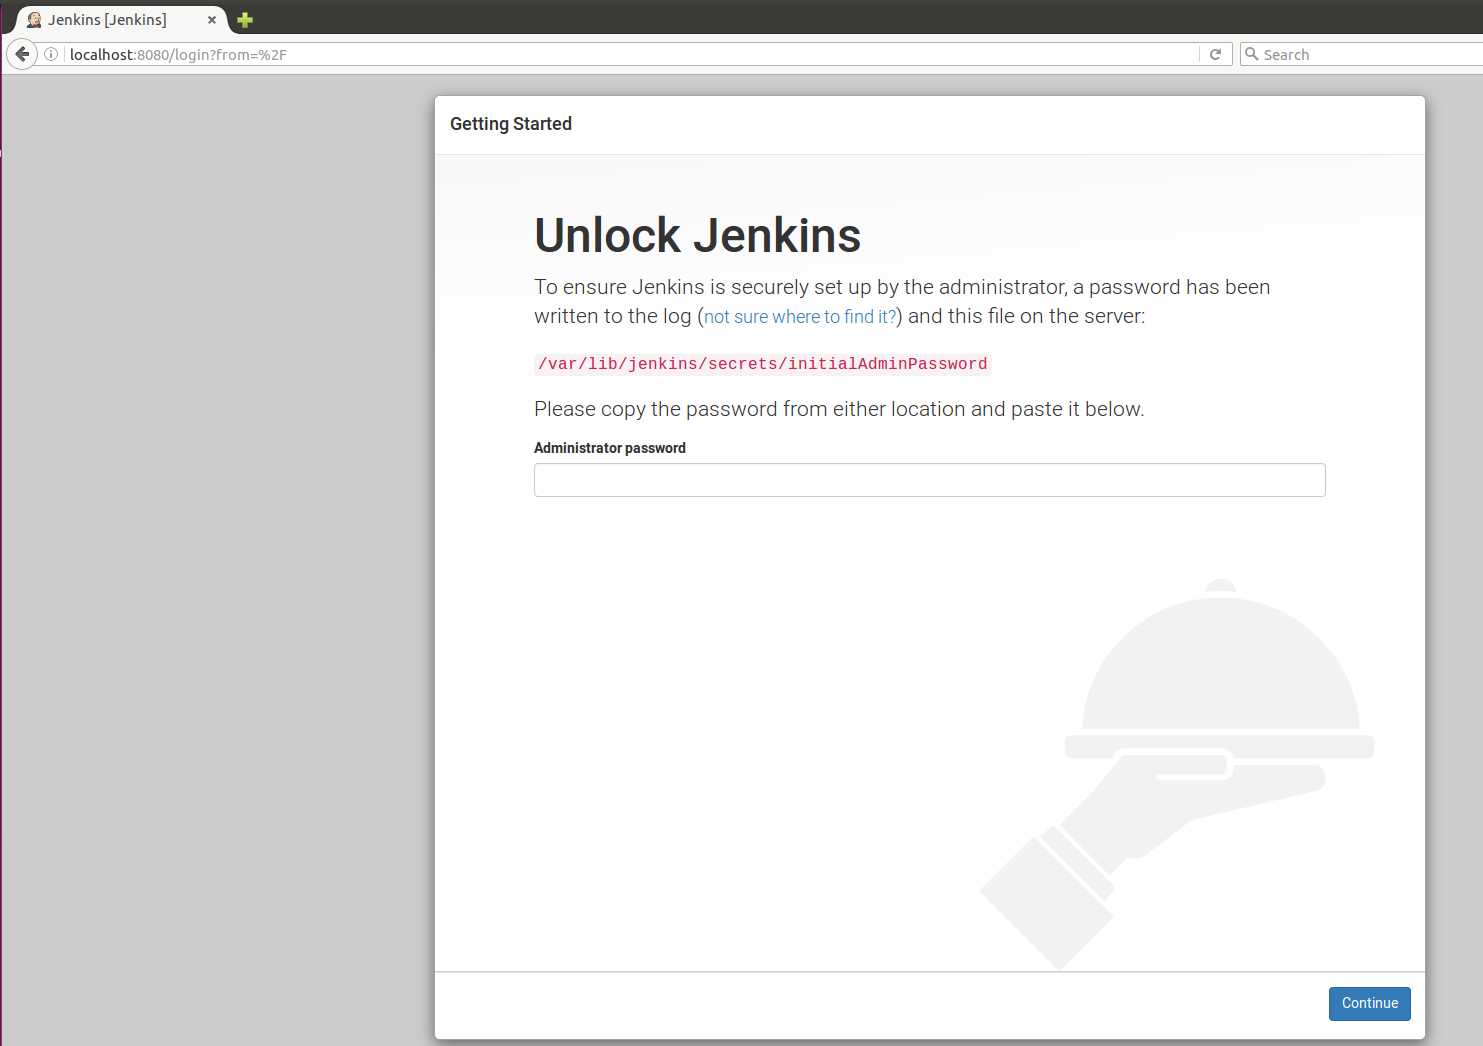 Jenkins [Jenkins]
localhost:8080/login?from=%2F
Search
Getting Started
Unlock Jenkins
To ensure Jenkins is securely set up by the administrator, a password has been
written to the log (not sure where to find it?) and this file on the server:
/var/lib/jenkins/secrets/initialAdminPassword
Please copy the password from either location and paste it below.
Administrator password
Continue